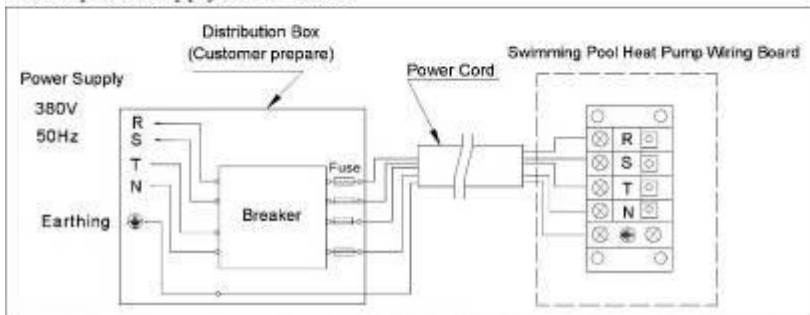 Distribution Box
(Customer prepare)
Swimming Pool Heat Pump Wiring Board
Power Cord
Power Supply
380V
50Hz
R
S
T
N
Fuse
Breaker
Earthing
R
S
T
N